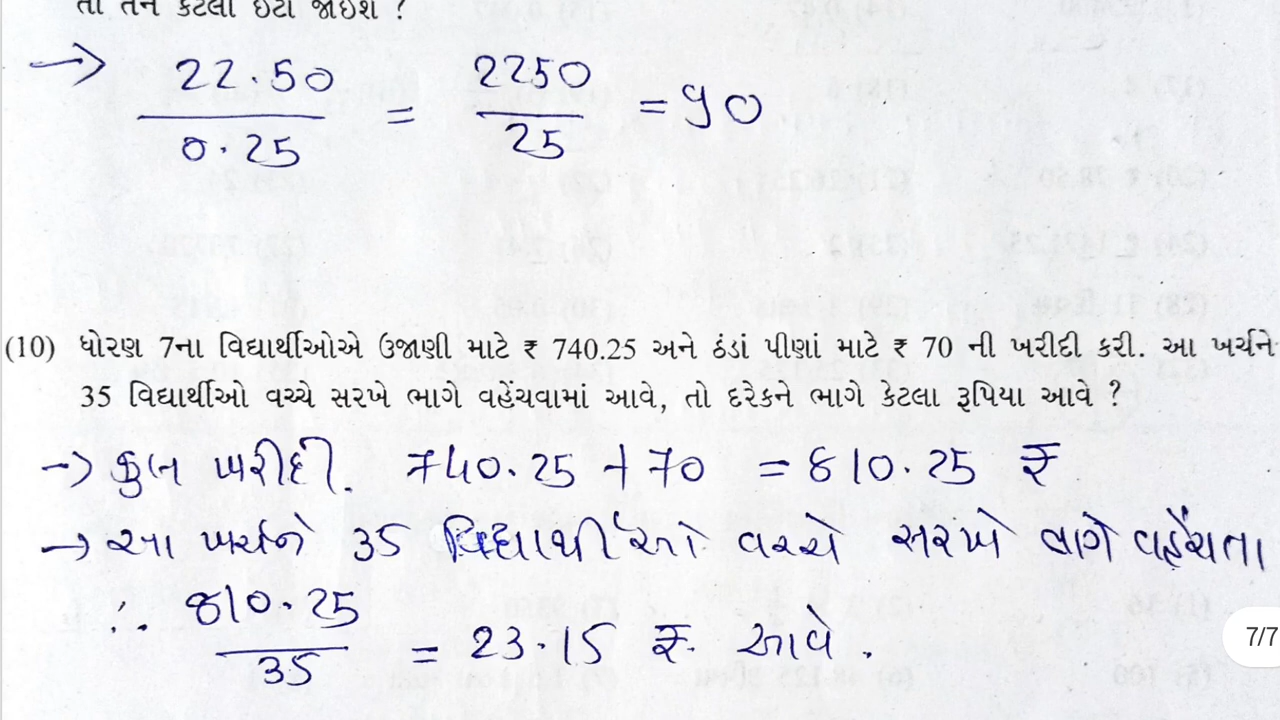 તો તેને કેટલી ઈંટો જોઈશે ?
→ 22.50 / 0.25 = 2250 / 25 = 90
(10) ધોરણ 7ના વિદ્યાર્થીઓએ ઉજાણી માટે ₹ 740.25 અને ઠંડાં પીણાં માટે ₹ 70 ની ખરીદી કરી. આ ખર્ચને
35 વિદ્યાર્થીઓ વચ્ચે સરખે ભાગે વહેંચવામાં આવે, તો દરેકને ભાગે કેટલા રૂપિયા આવે ?
→ કુલ ખરીદી. 740.25 + 70 = 810.25 ₹
→ આ ખર્ચને 35 વિદ્યાર્થીઓ વચ્ચે સરખે ભાગે વહેંચતા
∴ 810.25 / 35 = 23.15 ₹. આવે.
7/7